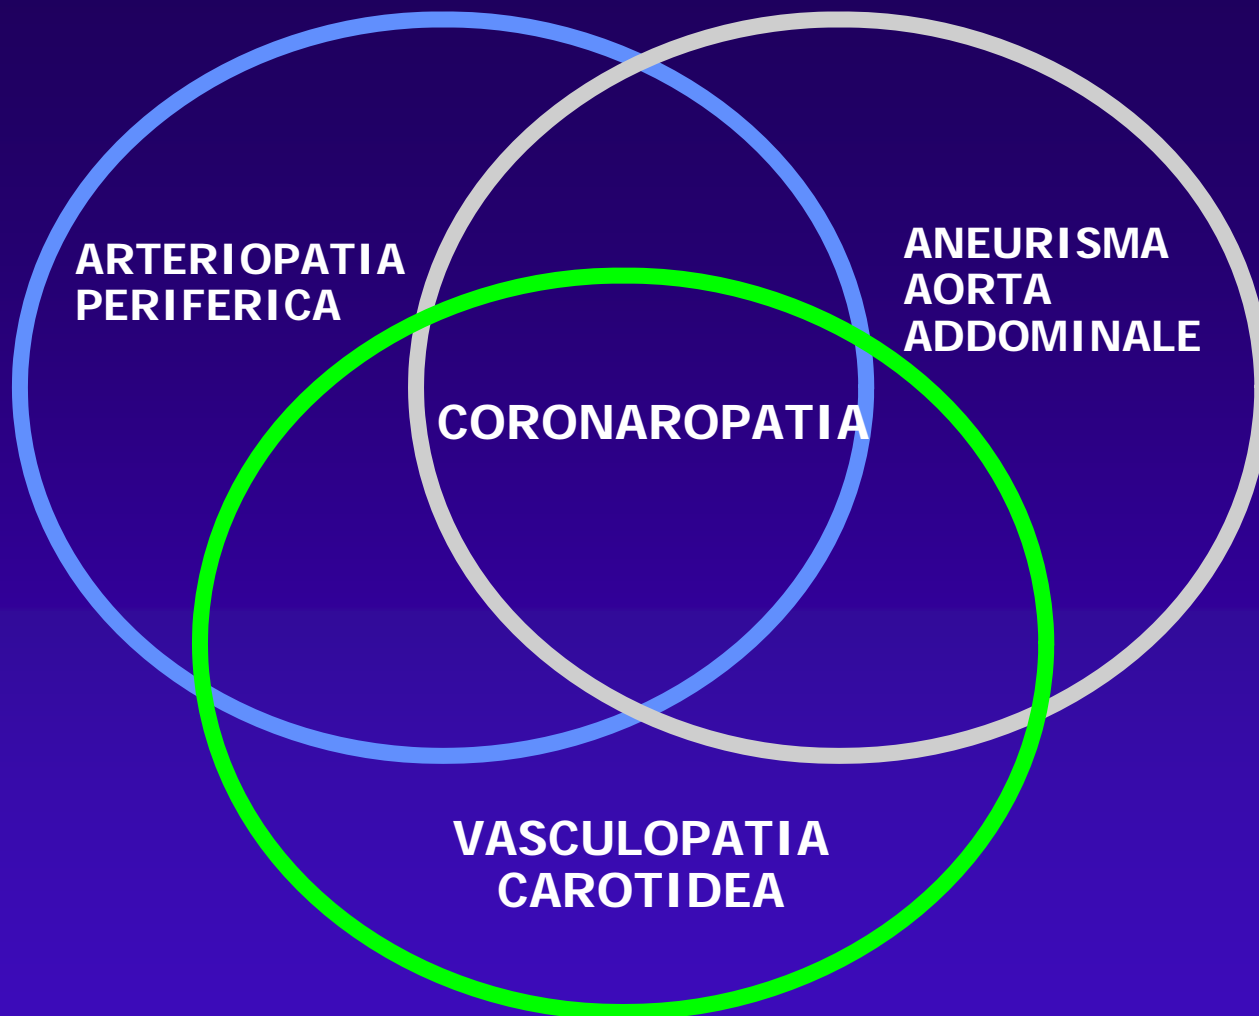 ARTERIOPATIA
PERIFERICA
ANEURISMA
AORTA
ADDOMINALE
CORONAROPATIA
VASCULOPATIA
CAROTIDEA